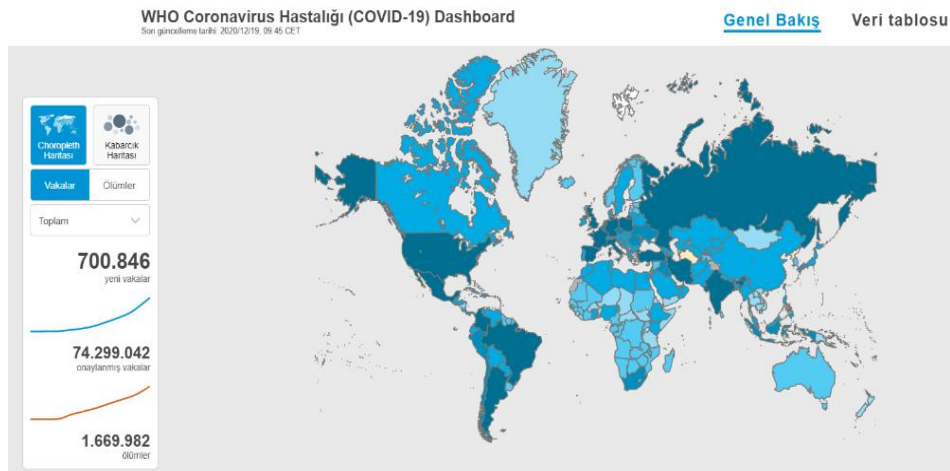 WHO Coronavirus Hastalığı (COVID-19) Dashboard
Son güncelleme tarihi: 2020/12/19, 09:45 CET
Genel Bakış
Veri tablosu
Choropleth
Haritası
Kabarcık
Haritası
Vakalar
Ölümler
Toplam
700.846
yeni vakalar
74.299.042
onaylanmış vakalar
1.669.982
ölümler